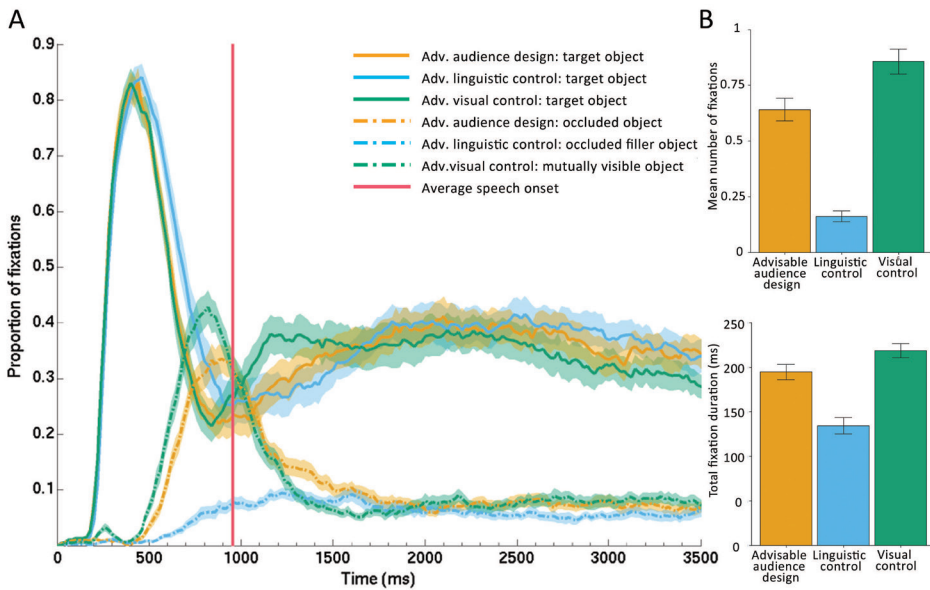 A
0.9
0.8
0.7
0.6
0.5
0.4
0.3
0.2
0.1
0
500
1000
1500
2000
2500
3000
3500
Proportion of fixations
Time (ms)
Adv. audience design: target object
Adv. linguistic control: target object
Adv. visual control: target object
Adv. audience design: occluded object
Adv. linguistic control: occluded filler object
Adv.visual control: mutually visible object
Average speech onset
B
1
0.75
0.5
0.25
0
Mean number of fixations
Advisable
audience
design
Linguistic
control
Visual
control
250
200
150
100
0
0
Total fixation duration (ms)
Advisable
audience
design
Linguistic
control
Visual
control